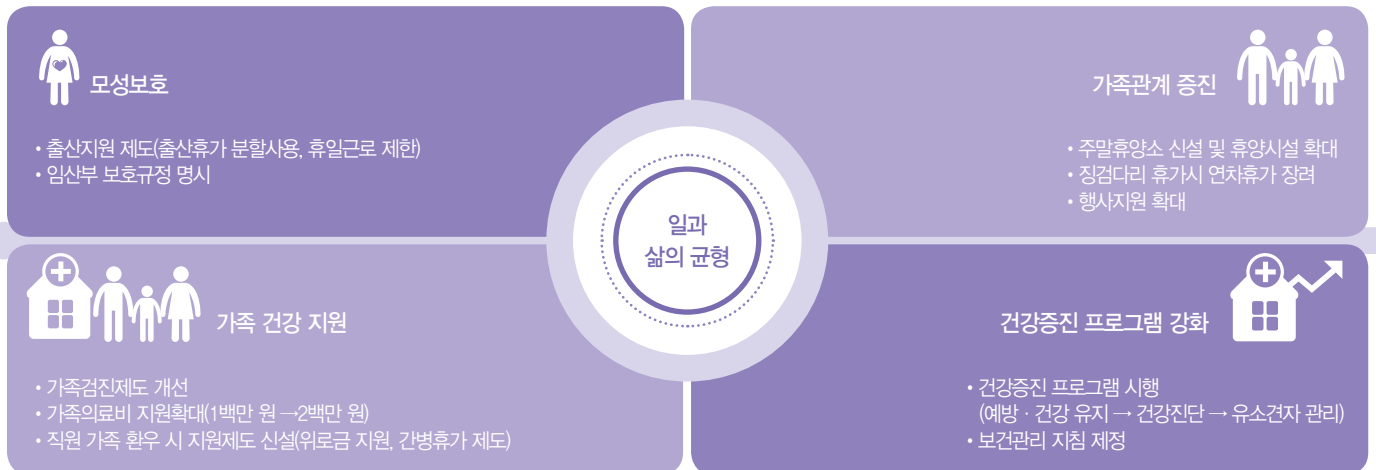 모성보호
• 출산지원 제도(출산휴가 분할사용, 휴일근로 제한)
• 임산부 보호규정 명시
가족관계 증진
• 주말휴양소 신설 및 휴양시설 확대
• 징검다리 휴가시 연차휴가 장려
• 행사지원 확대
일과
삶의 균형
가족 건강 지원
• 가족검진제도 개선
• 가족의료비 지원확대(1백만 원 →2백만 원)
• 직원 가족 환우 시 지원제도 신설(위로금 지원, 간병휴가 제도)
건강증진 프로그램 강화
• 건강증진 프로그램 시행
(예방 · 건강 유지 → 건강진단 → 유소견자 관리)
• 보건관리 지침 제정